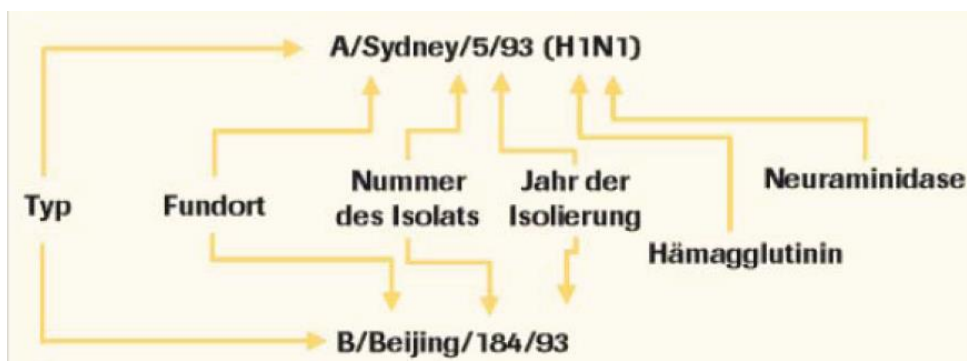 A/Sydney/5/93 (H1N1)
Typ
Fundort
Nummer
des Isolats
Jahr der
Isolierung
Neuraminidase
Hämagglutinin
B/Beijing/184/93